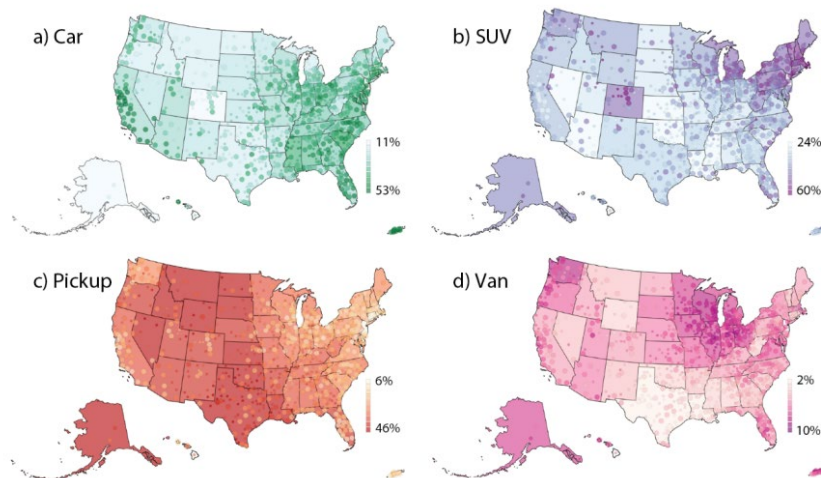 a) Car
11%
53%
b) SUV
24%
60%
c) Pickup
6%
46%
d) Van
2%
10%